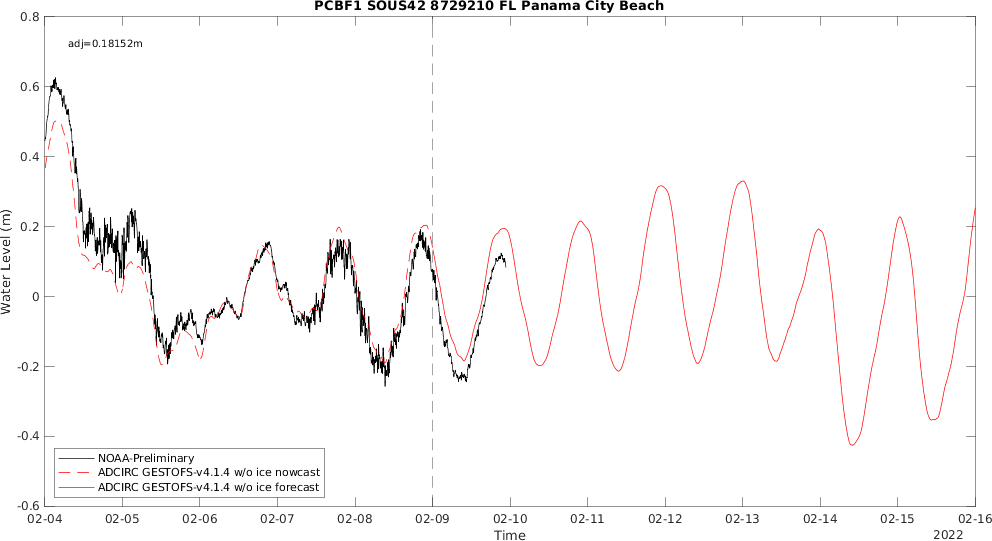 PCBF1 SOUS42 8729210 FL Panama City Beach
adj=0.18152m
Water Level (m)
0.8
0.6
0.4
0.2
0
-0.2
-0.4
-0.6
NOAA-Preliminary
ADCIRC GESTOFS-v4.1.4 w/o ice nowcast
ADCIRC GESTOFS-v4.1.4 w/o ice forecast
02-04 02-05 02-06 02-07 02-08 02-09 02-10 02-11 02-12 02-13 02-14 02-15 02-16
Time
2022